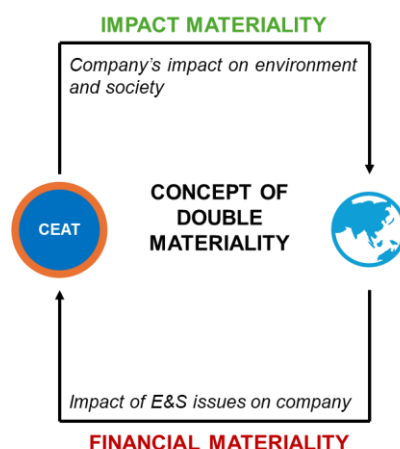 IMPACT MATERIALITY
Company's impact on environment
and society
CEAT
CONCEPT OF
DOUBLE
MATERIALITY
Impact of E&S issues on company
FINANCIAL MATERIALITY